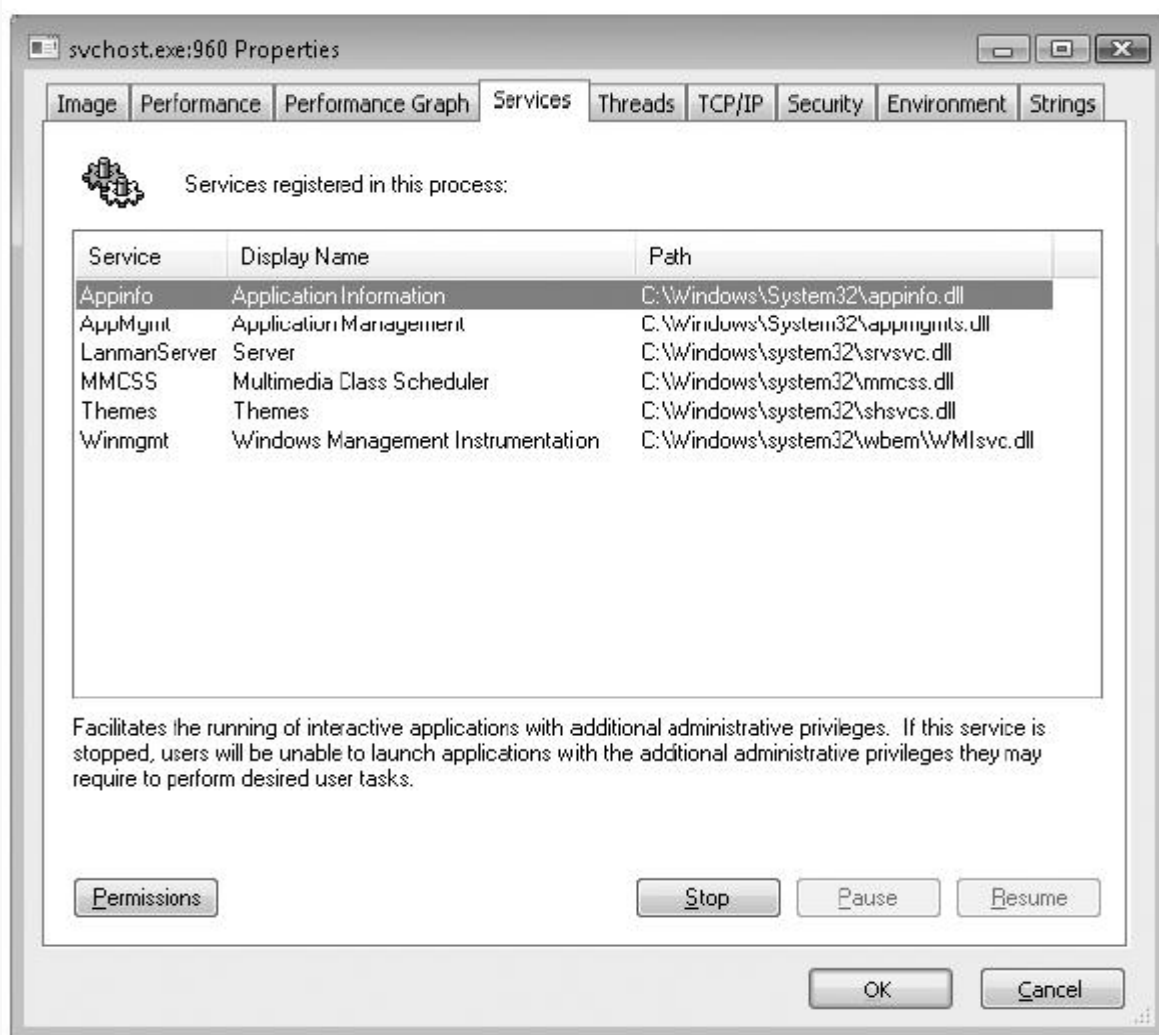 svchost.exe:960 Properties
Image Performance Performance Graph Services Threads TCP/IP Security Environment Strings
Services registered in this process:
Service Display Name Path
Appinfo Application Information C:\Windows\System32\appinfo.dll
AppMgmt Application Management C:\Windows\System32\appmgmts.dll
LanmanServer Server C:\Windows\system32\srvsvc.dll
MMCSS Multimedia Class Scheduler C:\Windows\system32\mmcss.dll
Themes Themes C:\Windows\system32\shsvcs.dll
Winmgmt Windows Management Instrumentation C:\Windows\system32\wbem\WMIsvc.dll
Facilitates the running of interactive applications with additional administrative privileges. If this service is
stopped, users will be unable to launch applications with the additional administrative privileges they may
require to perform desired user tasks.
Permissions Stop Pause Resume
OK Cancel